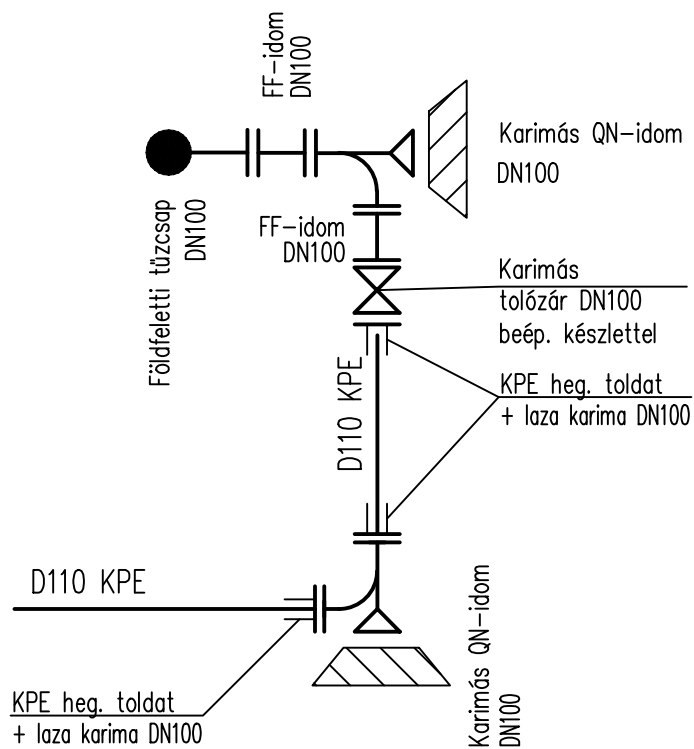 FF-idom
DN100
Karimás QN-idom
DN100
Földfeletti tűzcsap
DN100
FF-idom
DN100
Karimás
tolózár DN100
beép. készlettel
KPE heg. toldat
+ laza karima DN100
D110 KPE
D110 KPE
Karimás QN-idom
DN100
KPE heg. toldat
+ laza karima DN100